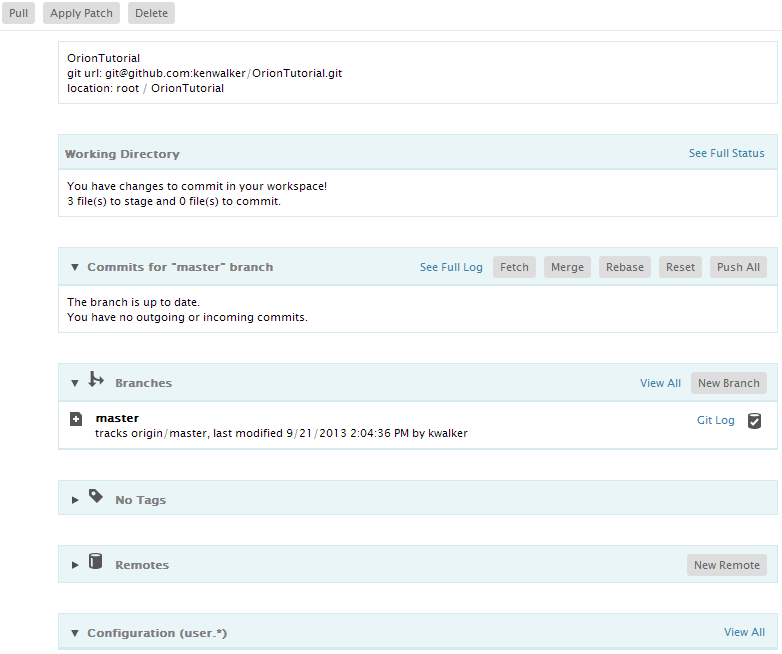 Pull Apply Patch Delete
OrionTutorial
git url: git@github.com:kenwalker/OrionTutorial.git
location: root / OrionTutorial
Working Directory See Full Status
You have changes to commit in your workspace!
3 file(s) to stage and 0 file(s) to commit.
Commits for "master" branch See Full Log Fetch Merge Rebase Reset Push All
The branch is up to date.
You have no outgoing or incoming commits.
Branches View All New Branch
master Git Log
tracks origin/master, last modified 9/21/2013 2:04:36 PM by kwalker
No Tags
Remotes New Remote
Configuration (user.*) View All